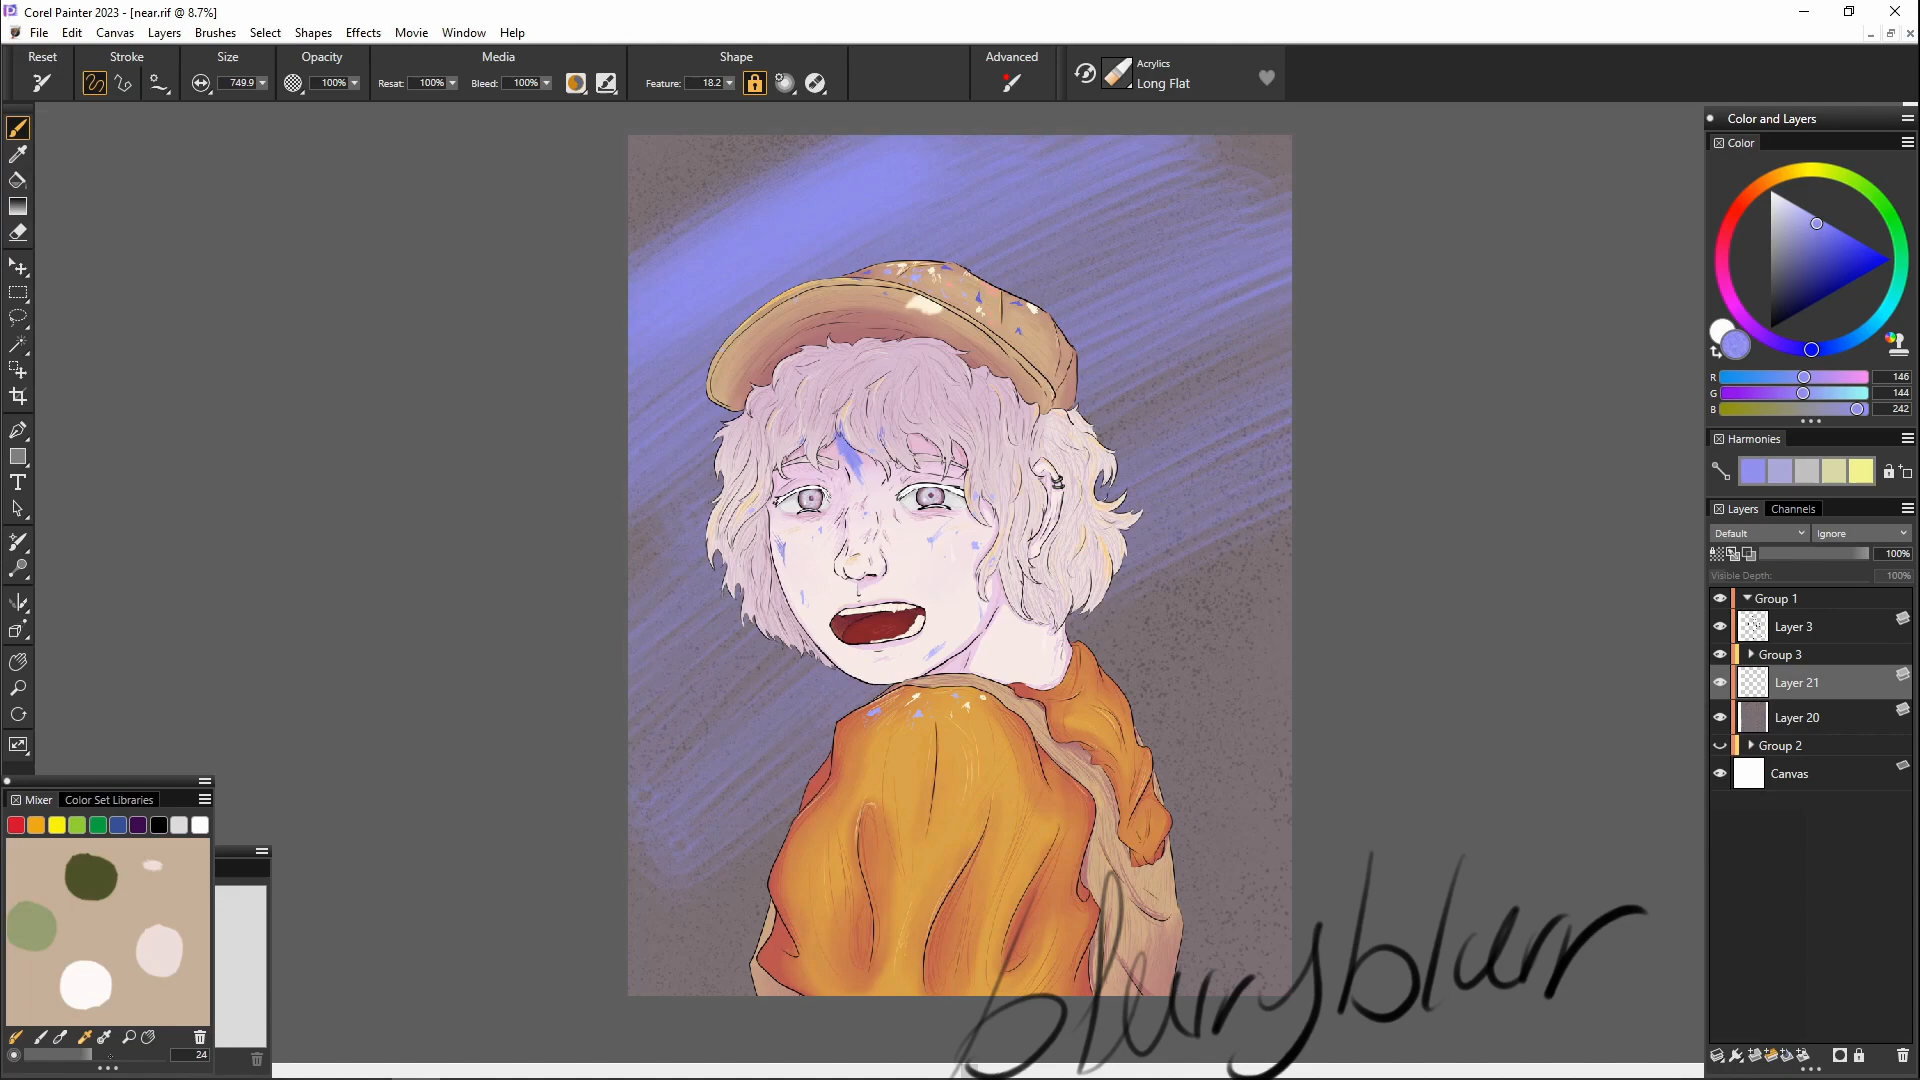 Corel Painter 2023 - [near.rif @ 8.7%]
File Edit Canvas Layers Brushes Select Shapes Effects Movie Window Help
Reset Stroke Size Opacity Media Shape Advanced
749.9 100% Resat: 100% Bleed: 100% Feature: 18.2
Acrylics
Long Flat
Color and Layers
Color
R 146
G 144
B 242
Harmonies
Layers Channels
Default Ignore
100%
Visible Depth: 100%
Group 1
Layer 3
Group 3
Layer 21
Layer 20
Group 2
Canvas
Mixer Color Set Libraries
24
blurryblurr